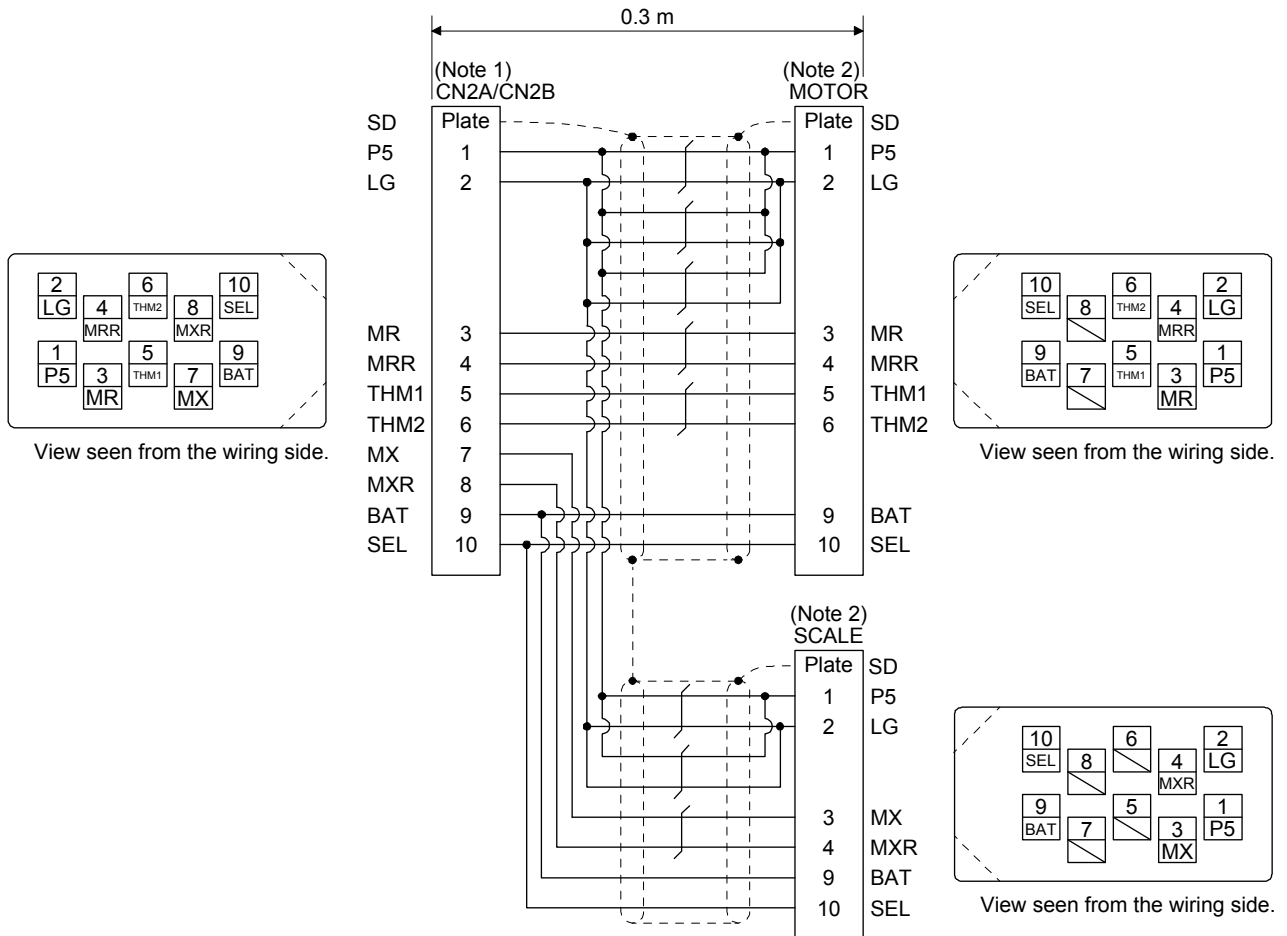 0.3 m
(Note 1)
CN2A/CN2B
(Note 2)
MOTOR
SD Plate Plate SD
P5 1 1 P5
LG 2 2 LG
MR 3 3 MR
MRR 4 4 MRR
THM1 5 5 THM1
THM2 6 6 THM2
MX 7
MXR 8
BAT 9 9 BAT
SEL 10 10 SEL
2 6 10
LG 4 THM2 8 SEL
MRR MXR
1 5 9
P5 3 THM1 7 BAT
MR MX
View seen from the wiring side.
10 6 2
SEL 8 THM2 4 LG
MRR
9 5 1
BAT 7 THM1 3 P5
MR
View seen from the wiring side.
(Note 2)
SCALE
Plate SD
1 P5
2 LG
3 MX
4 MXR
9 BAT
10 SEL
10 6 2
SEL 8 4 LG
MXR
9 5 1
BAT 7 3 P5
MX
View seen from the wiring side.